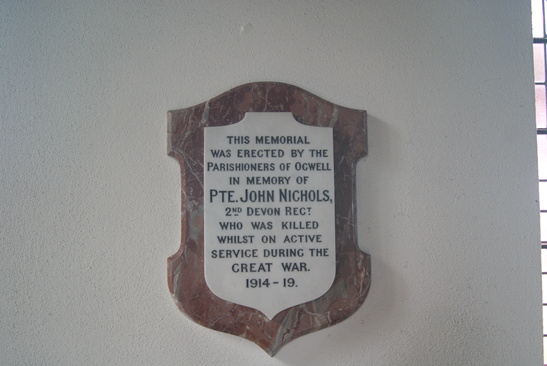 THIS MEMORIAL
WAS ERECTED BY THE
PARISHIONERS OF OGWELL
IN MEMORY OF
PTE. JOHN NICHOLS,
2ND DEVON REGT
WHO WAS KILLED
WHILST ON ACTIVE
SERVICE DURING THE
GREAT WAR.
1914-19.